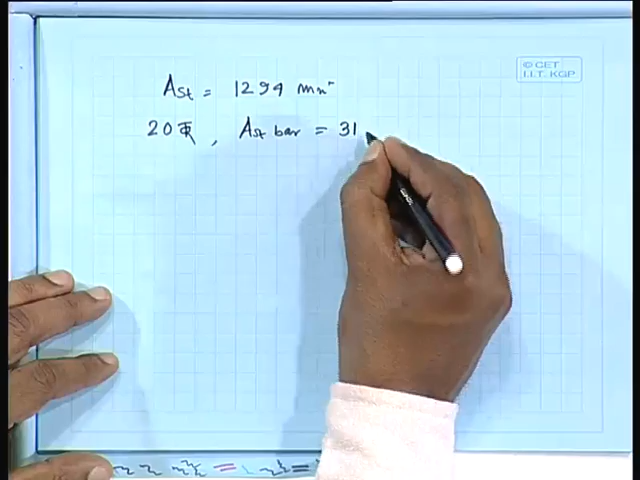 © CET
I.I.T. KGP
Ast = 1294 mm²
20Φ, Ast bar = 31